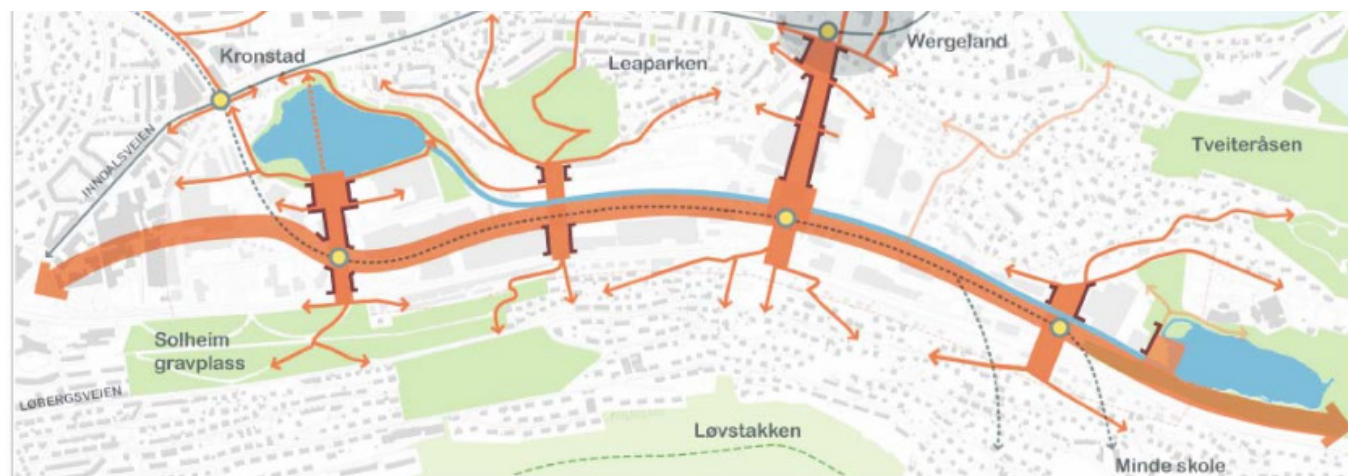 Kronstad
Leaparken
Wergeland
INNDALSVEIEN
Tveiteråsen
Solheim
gravplass
LØBERGSVEIEN
Løvstakken
Minde skole